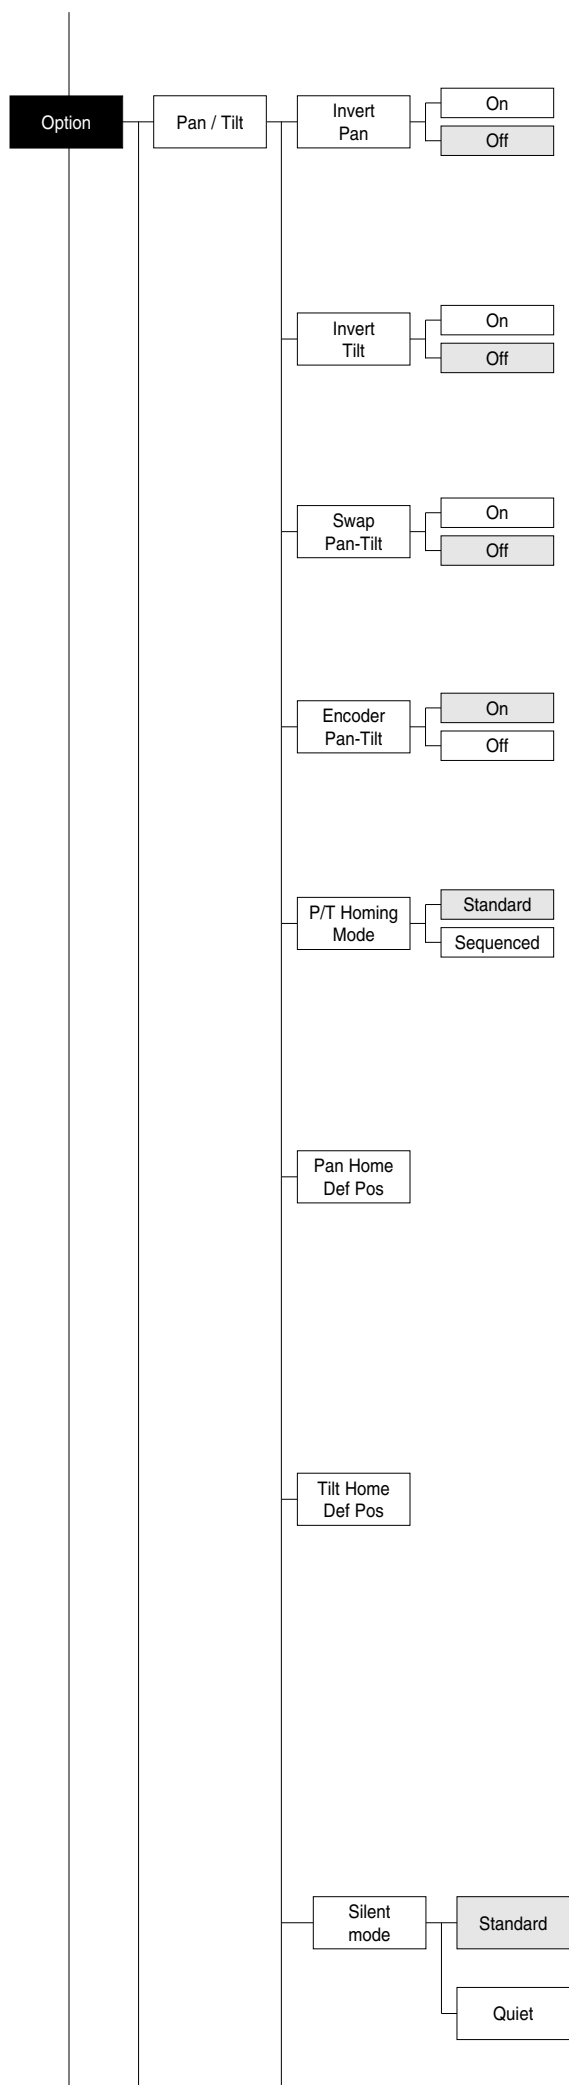 Option
Pan / Tilt
Invert
Pan
On
Off
Invert
Tilt
On
Off
Swap
Pan-Tilt
On
Off
Encoder
Pan-Tilt
On
Off
P/T Homing
Mode
Standard
Sequenced
Pan Home
Def Pos
Tilt Home
Def Pos
Silent
mode
Standard
Quiet